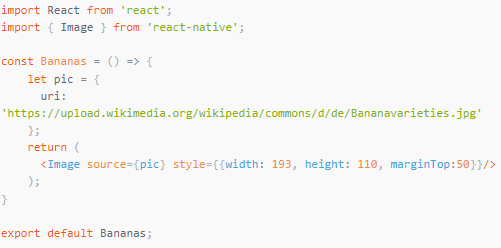 import React from 'react';
import { Image } from 'react-native';
const Bananas = () => {
let pic = {
uri:
'https://upload.wikimedia.org/wikipedia/commons/d/de/Bananavarieties.jpg'
};
return (
<Image source={pic} style={{width: 193, height: 110, marginTop:50}}/>
);
}
export default Bananas;